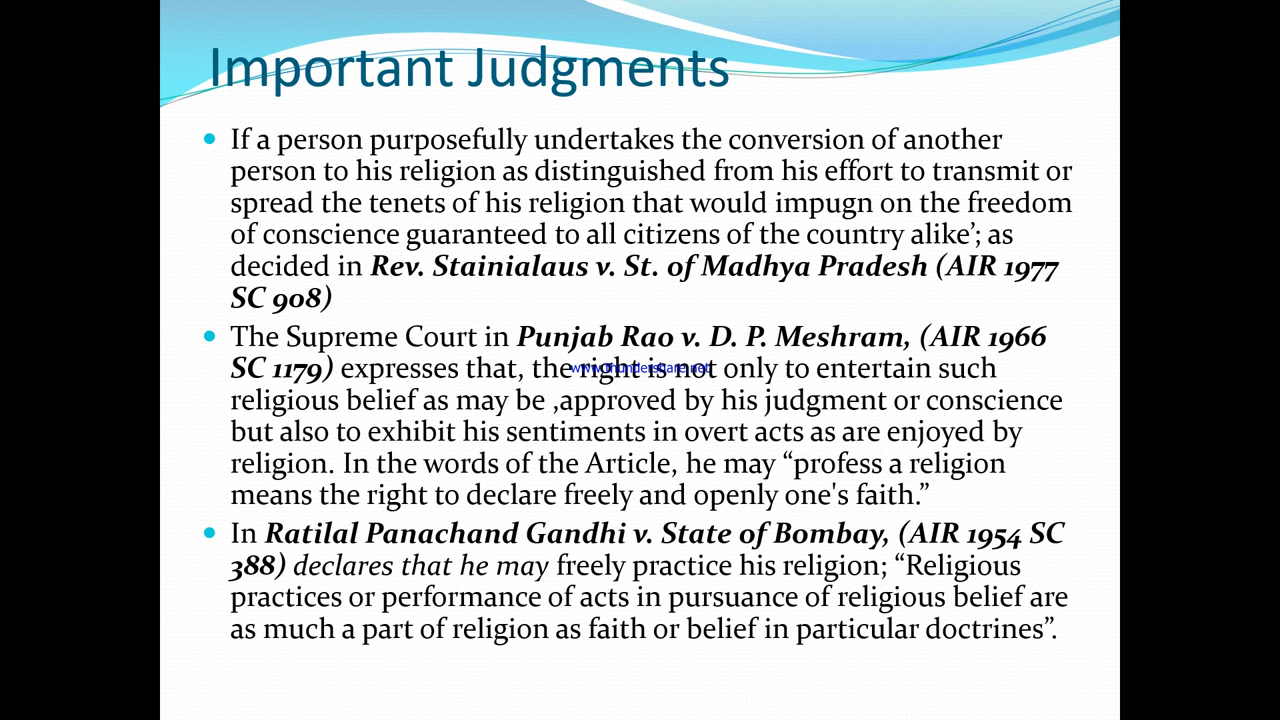 Important Judgments
• If a person purposefully undertakes the conversion of another
person to his religion as distinguished from his effort to transmit or
spread the tenets of his religion that would impugn on the freedom
of conscience guaranteed to all citizens of the country alike’; as
decided in Rev. Stainialaus v. St. of Madhya Pradesh (AIR 1977
SC 908)
• The Supreme Court in Punjab Rao v. D. P. Meshram, (AIR 1966
SC 1179) expresses that, the right is not only to entertain such
www.thundershare.net
religious belief as may be ,approved by his judgment or conscience
but also to exhibit his sentiments in overt acts as are enjoyed by
religion. In the words of the Article, he may “profess a religion
means the right to declare freely and openly one's faith.”
• In Ratilal Panachand Gandhi v. State of Bombay, (AIR 1954 SC
388) declares that he may freely practice his religion; “Religious
practices or performance of acts in pursuance of religious belief are
as much a part of religion as faith or belief in particular doctrines”.